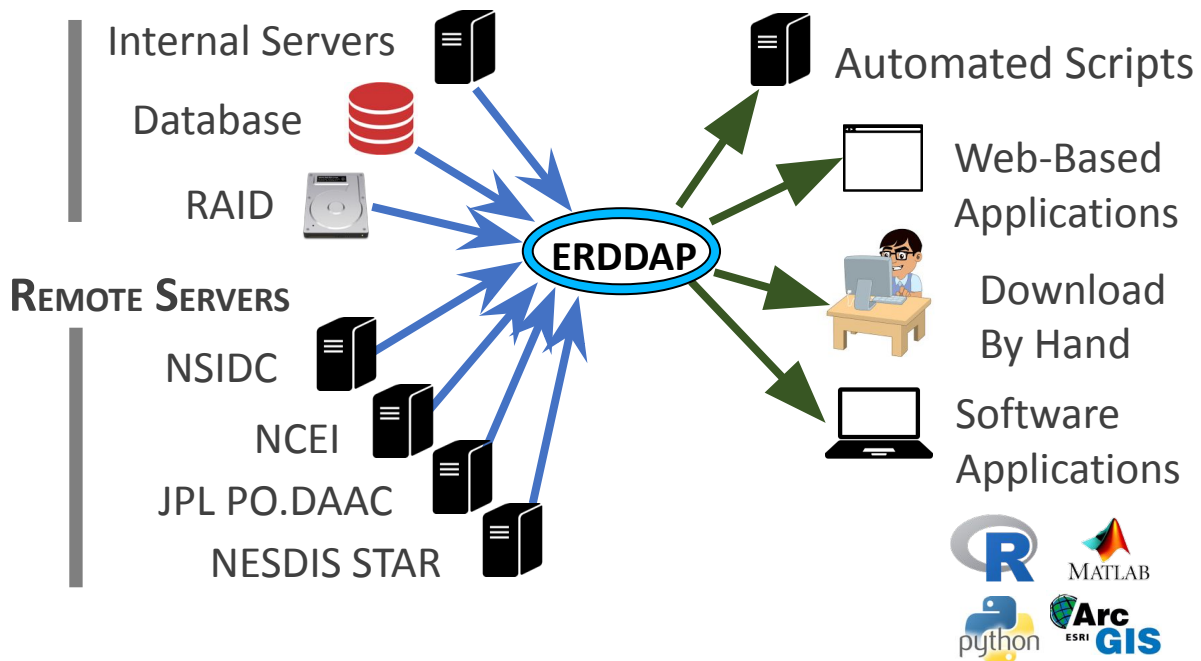 Internal Servers
Database
RAID
REMOTE SERVERS
NSIDC
NCEI
JPL PO.DAAC
NESDIS STAR
ERDDAP
Automated Scripts
Web-Based
Applications
Download
By Hand
Software
Applications
R
MATLAB
python
Arc
ESRI GIS